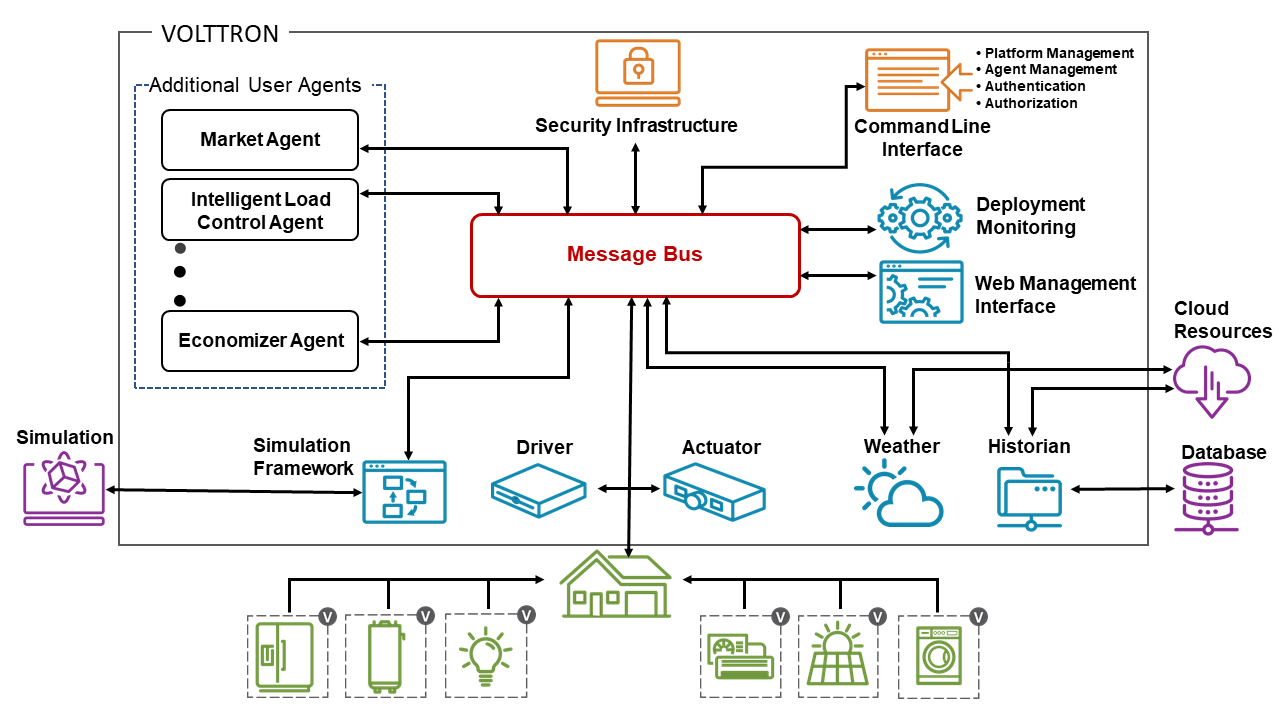 VOLTTRON
Additional User Agents
Market Agent
Intelligent Load
Control Agent
Economizer Agent
Security Infrastructure
• Platform Management
• Agent Management
• Authentication
• Authorization
Command Line
Interface
Message Bus
Deployment
Monitoring
Web Management
Interface
Cloud
Resources
Simulation
Simulation
Framework
Driver
Actuator
Weather
Historian
Database
V
V
V
V
V
V